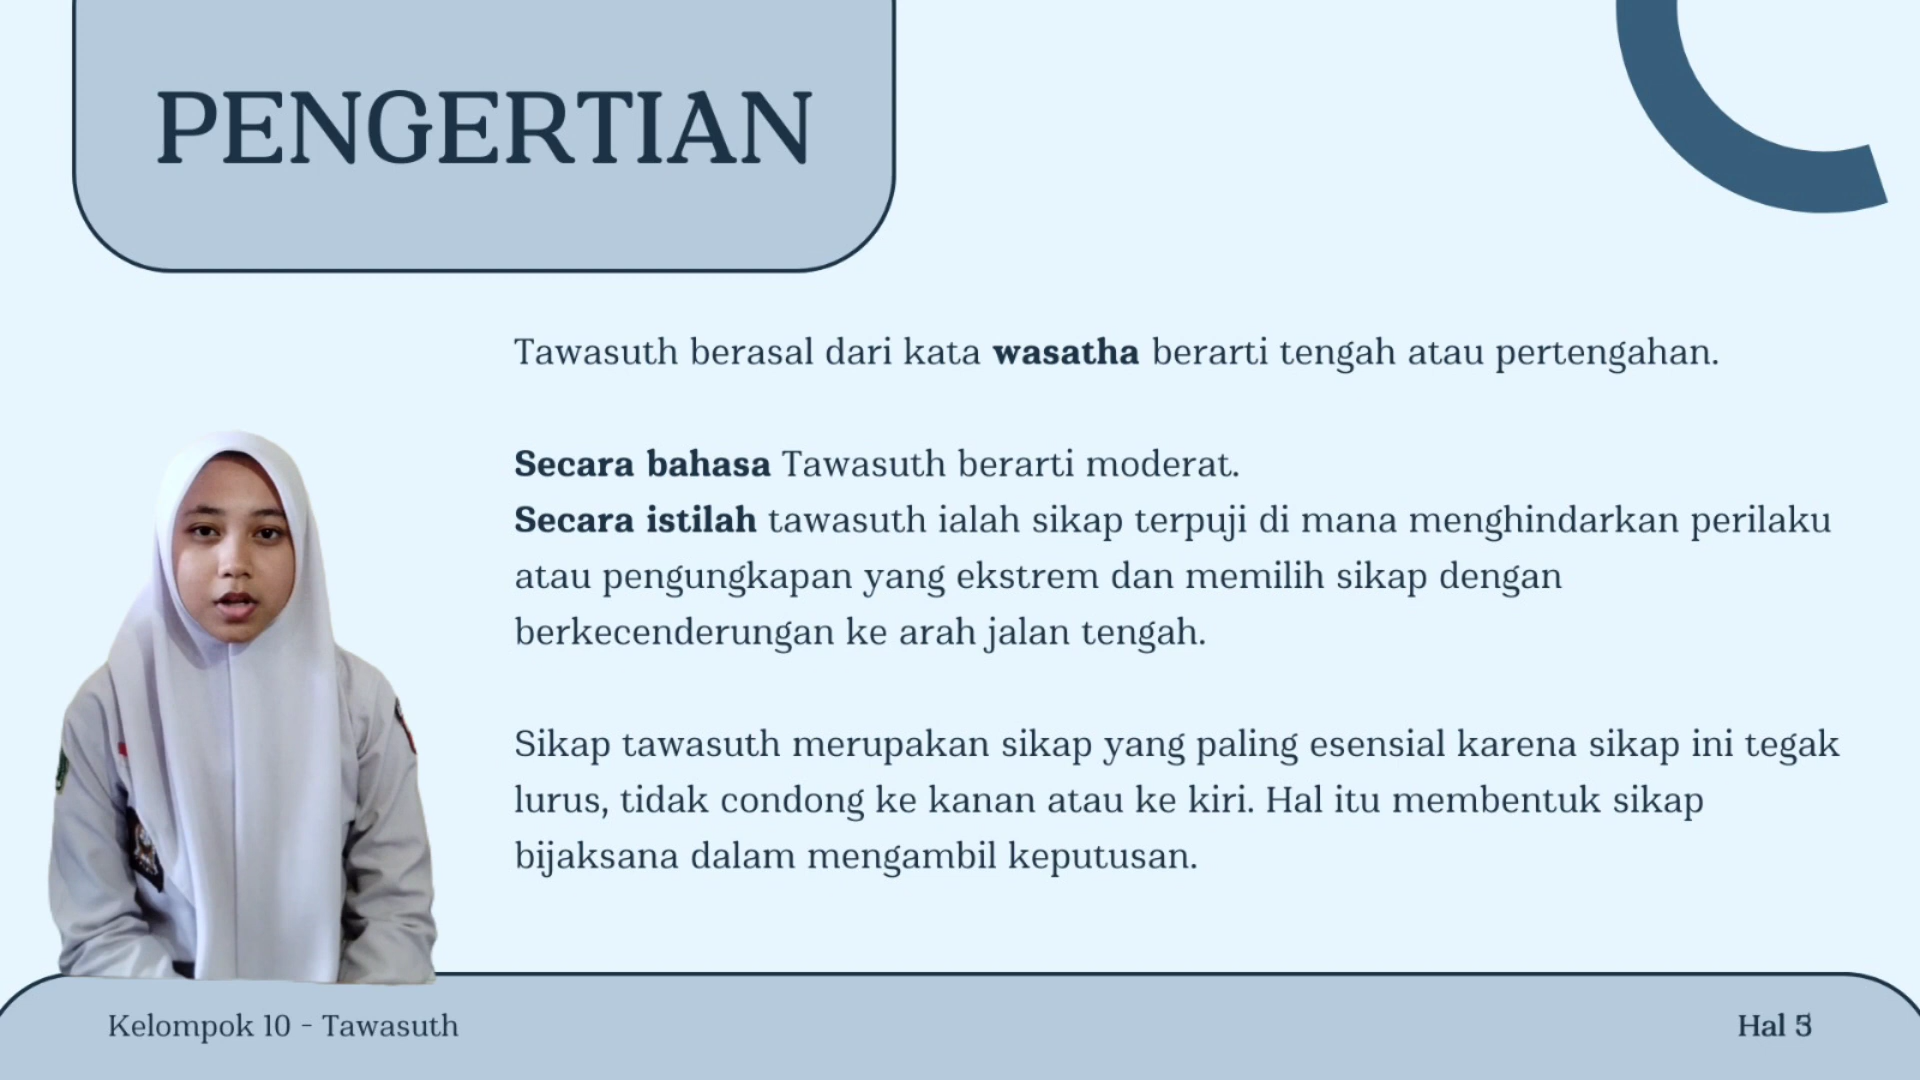 PENGERTIAN
Tawasuth berasal dari kata wasatha berarti tengah atau pertengahan.
Secara bahasa Tawasuth berarti moderat.
Secara istilah tawasuth ialah sikap terpuji di mana menghindarkan perilaku
atau pengungkapan yang ekstrem dan memilih sikap dengan
berkecenderungan ke arah jalan tengah.
Sikap tawasuth merupakan sikap yang paling esensial karena sikap ini tegak
lurus, tidak condong ke kanan atau ke kiri. Hal itu membentuk sikap
bijaksana dalam mengambil keputusan.
Kelompok 10 - Tawasuth
Hal